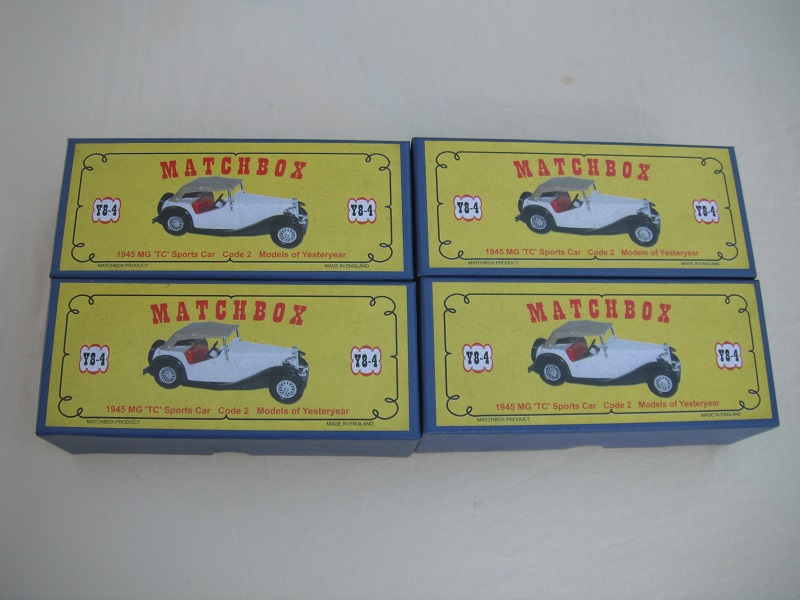 MATCHBOX
Y8-4 Y8-4
1945 MG 'TC' Sports Car Code 2 Models of Yesteryear
MATCHBOX PRODUCT MADE IN ENGLAND
MATCHBOX
Y8-4 Y8-4
1945 MG 'TC' Sports Car Code 2 Models of Yesteryear
MATCHBOX PRODUCT MADE IN ENGLAND
MATCHBOX
Y8-4 Y8-4
1945 MG 'TC' Sports Car Code 2 Models of Yesteryear
MATCHBOX PRODUCT MADE IN ENGLAND
MATCHBOX
Y8-4 Y8-4
1945 MG 'TC' Sports Car Code 2 Models of Yesteryear
MATCHBOX PRODUCT MADE IN ENGLAND